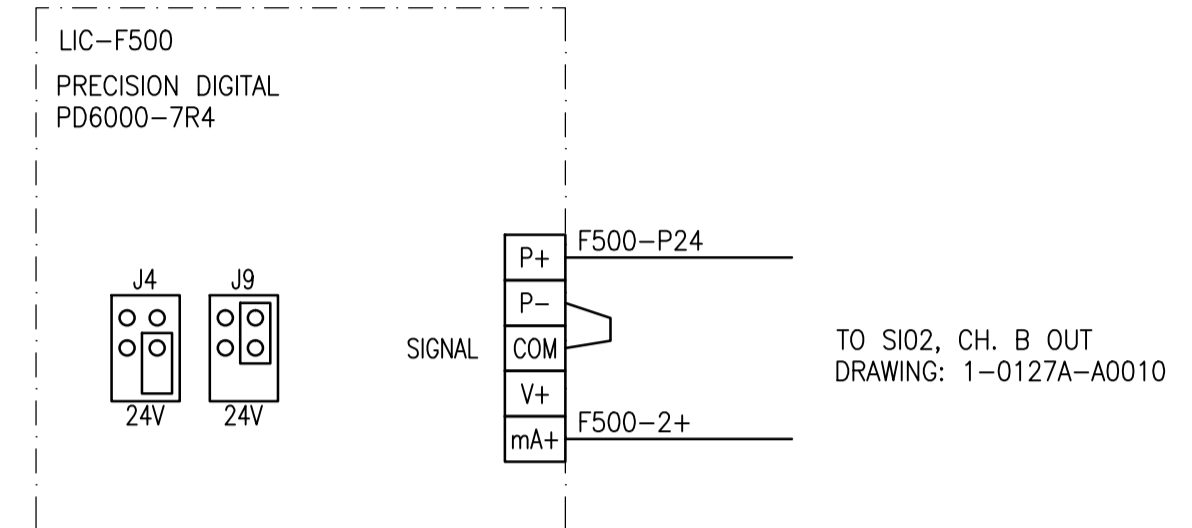 LIC-F500
PRECISION DIGITAL
PD6000-7R4
F500-P24
P+
J4 J9
P-
SIGNAL COM
TO SI02, CH. B OUT
DRAWING: 1-0127A-A0010
V+
24V 24V
F500-2+
mA+